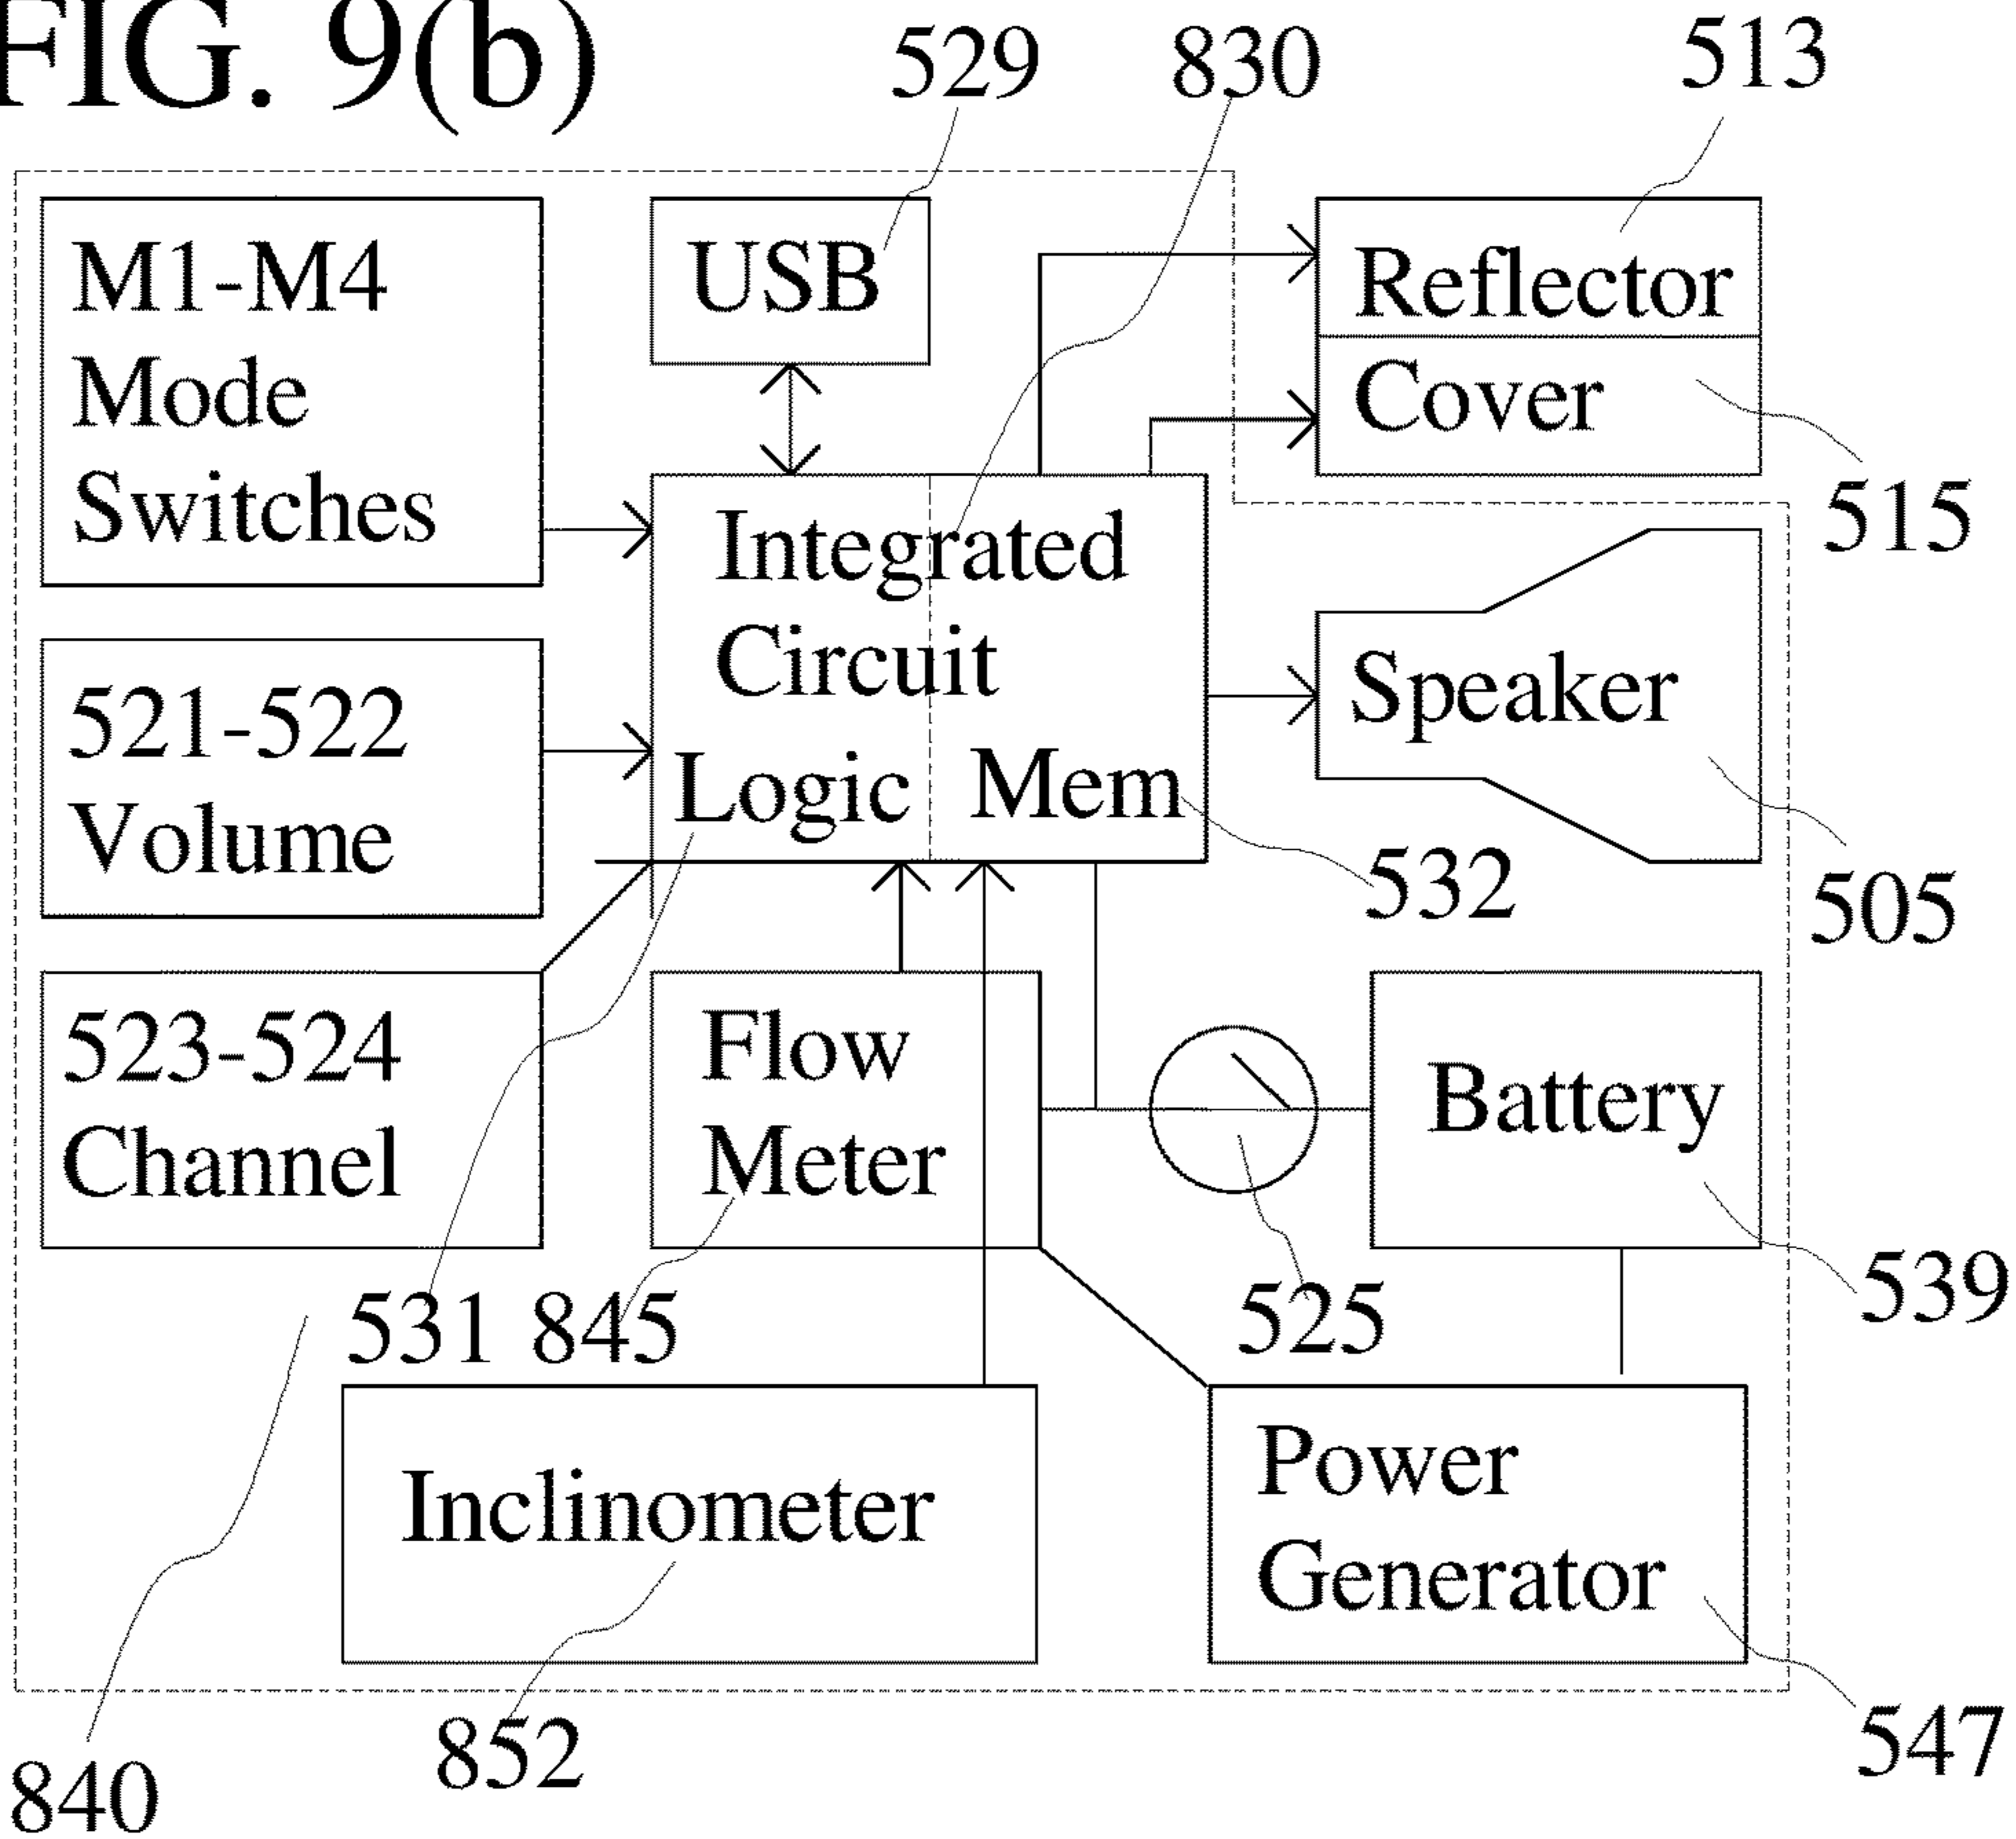 FIG. 9(b)
529
830
513
M1-M4
Mode
Switches
USB
Reflector
Cover
515
Integrated
Circuit
Logic
Mem
Speaker
521-522
Volume
532
505
523-524
Channel
Flow
Meter
Battery
531
845
525
539
Inclinometer
Power
Generator
852
547
840